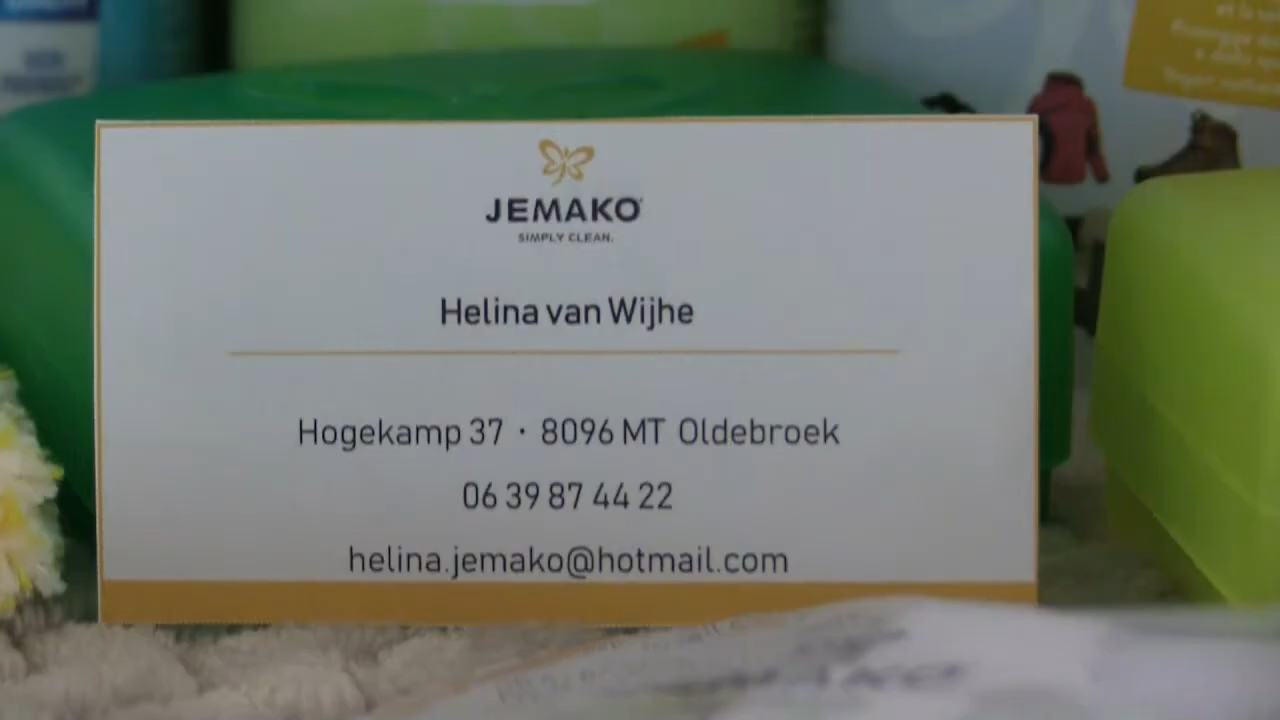 JEMAKO
SIMPLY CLEAN.
Helina van Wijhe
Hogekamp 37 · 8096 MT Oldebroek
06 39 87 44 22
helina.jemako@hotmail.com